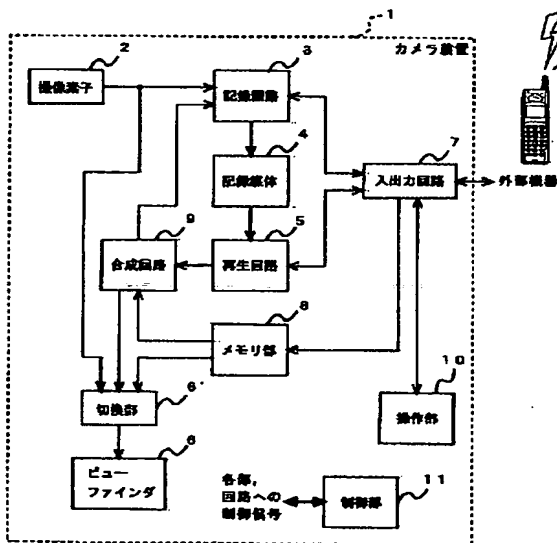 1
カメラ装置
2
撮像素子
3
記録回路
4
記録媒体
7
入出力回路
外部機器
9
合成回路
5
再生回路
8
メモリ部
10
操作部
6'
切換部
6
ビュー
ファインダ
各部,
回路への
制御信号
11
制御部